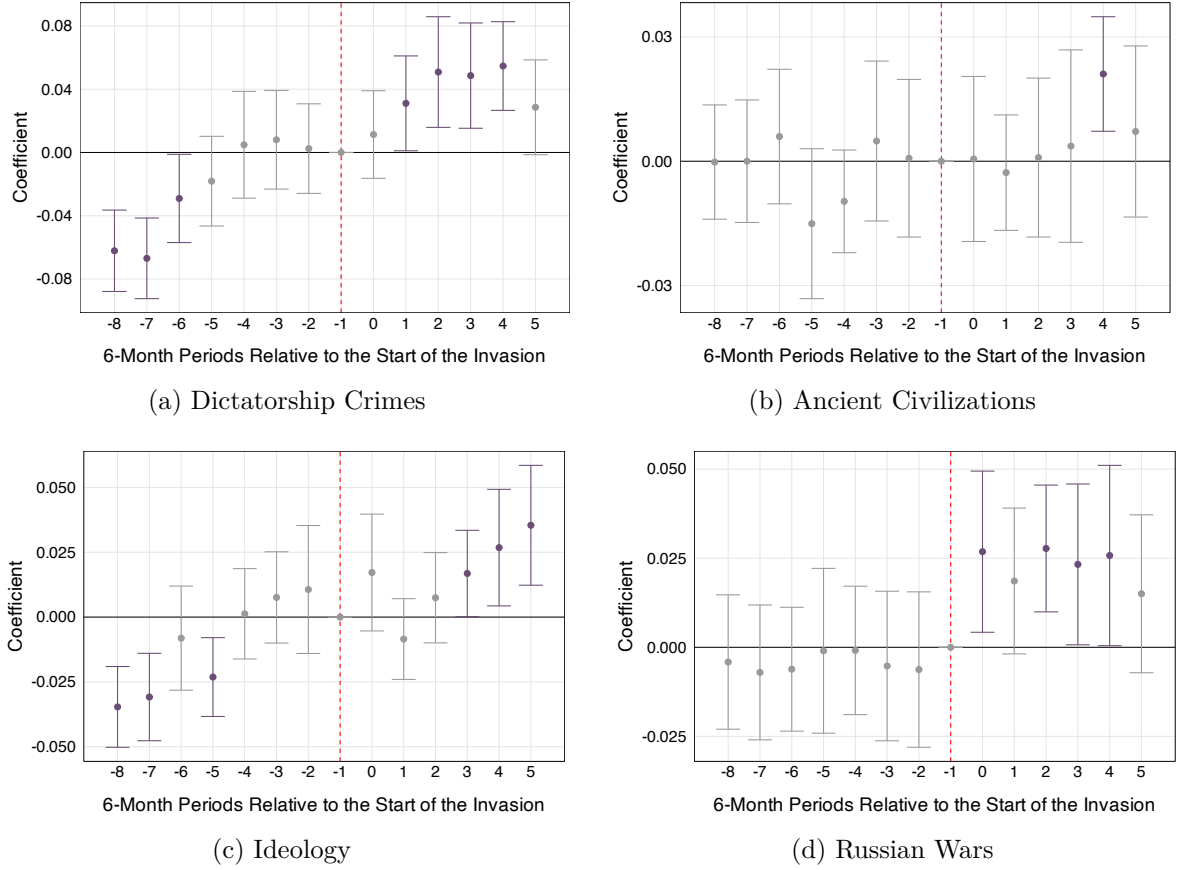 0.08
0.04
0.00
-0.04
-0.08
Coefficient
-8 -7 -6 -5 -4 -3 -2 -1 0 1 2 3 4 5
6-Month Periods Relative to the Start of the Invasion
(a) Dictatorship Crimes
0.03
0.00
-0.03
Coefficient
-8 -7 -6 -5 -4 -3 -2 -1 0 1 2 3 4 5
6-Month Periods Relative to the Start of the Invasion
(b) Ancient Civilizations
0.050
0.025
0.000
-0.025
-0.050
Coefficient
-8 -7 -6 -5 -4 -3 -2 -1 0 1 2 3 4 5
6-Month Periods Relative to the Start of the Invasion
(c) Ideology
0.050
0.025
0.000
-0.025
Coefficient
-8 -7 -6 -5 -4 -3 -2 -1 0 1 2 3 4 5
6-Month Periods Relative to the Start of the Invasion
(d) Russian Wars